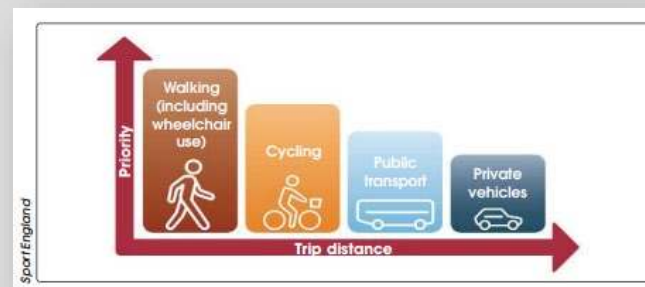 Walking
(including
wheelchair
use)
Cycling
Public
transport
Private
vehicles
Priority
Trip distance
Sport England